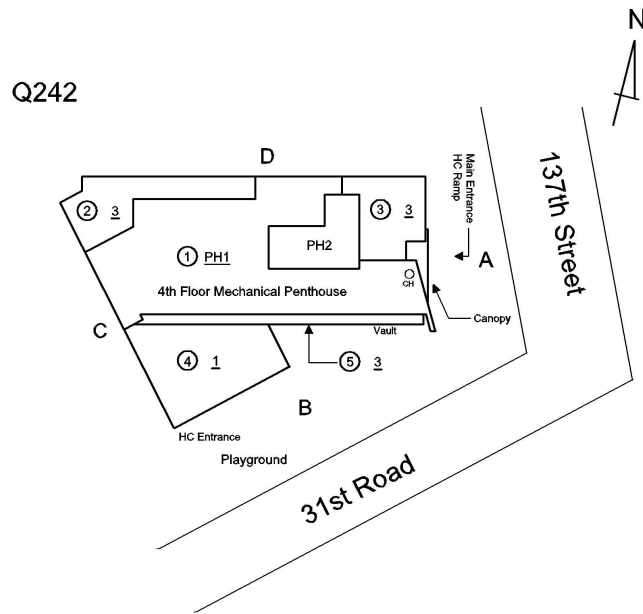 N
Q242
D
Main Entrance
HC Ramp
137th Street
2 3
3 3
1 PH1
PH2
A
CH
4th Floor Mechanical Penthouse
Canopy
C
Vault
4 1
5 3
B
HC Entrance
Playground
31st Road